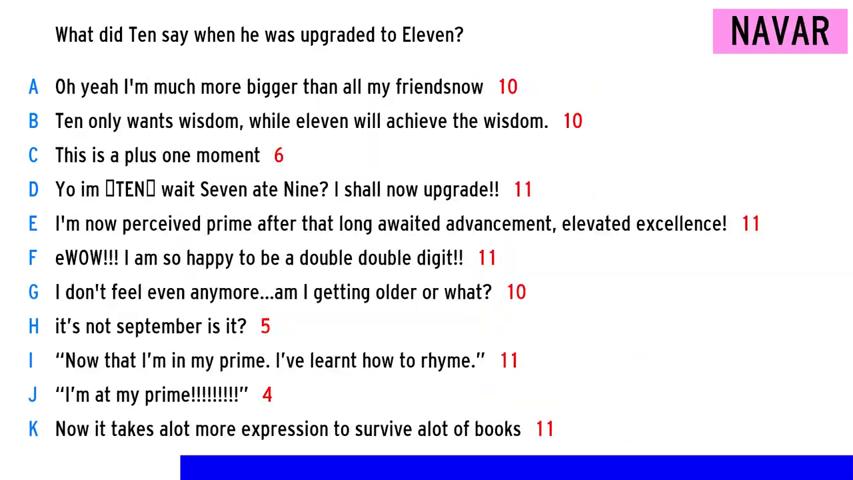 What did Ten say when he was upgraded to Eleven?
NAVAR
A Oh yeah I'm much more bigger than all my friendsnow 10
B Ten only wants wisdom, while eleven will achieve the wisdom. 10
C This is a plus one moment 6
D Yo im ▯TEN▯ wait Seven ate Nine? I shall now upgrade!! 11
E I'm now perceived prime after that long awaited advancement, elevated excellence! 11
F eWOW!!! I am so happy to be a double double digit!! 11
G I don't feel even anymore...am I getting older or what? 10
H it’s not september is it? 5
I “Now that I’m in my prime. I’ve learnt how to rhyme.” 11
J “I’m at my prime!!!!!!!!!” 4
K Now it takes alot more expression to survive alot of books 11